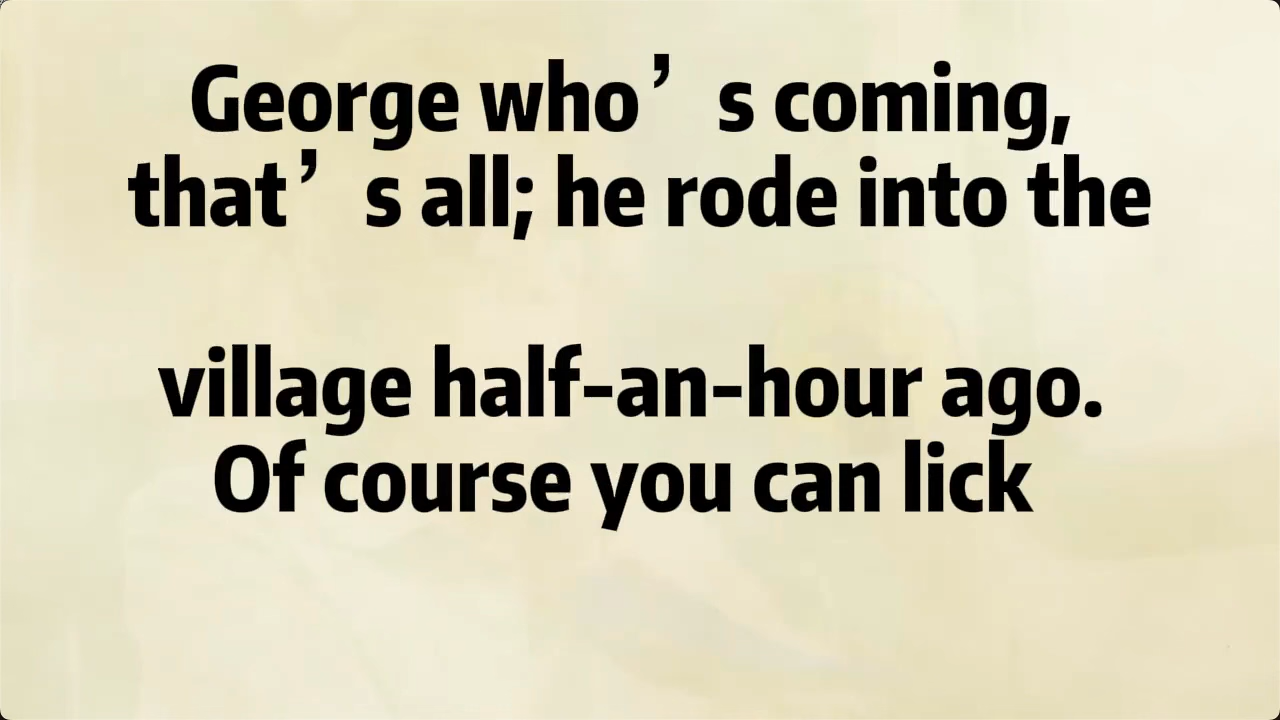 George who’s coming,
that’s all; he rode into the
village half-an-hour ago.
Of course you can lick